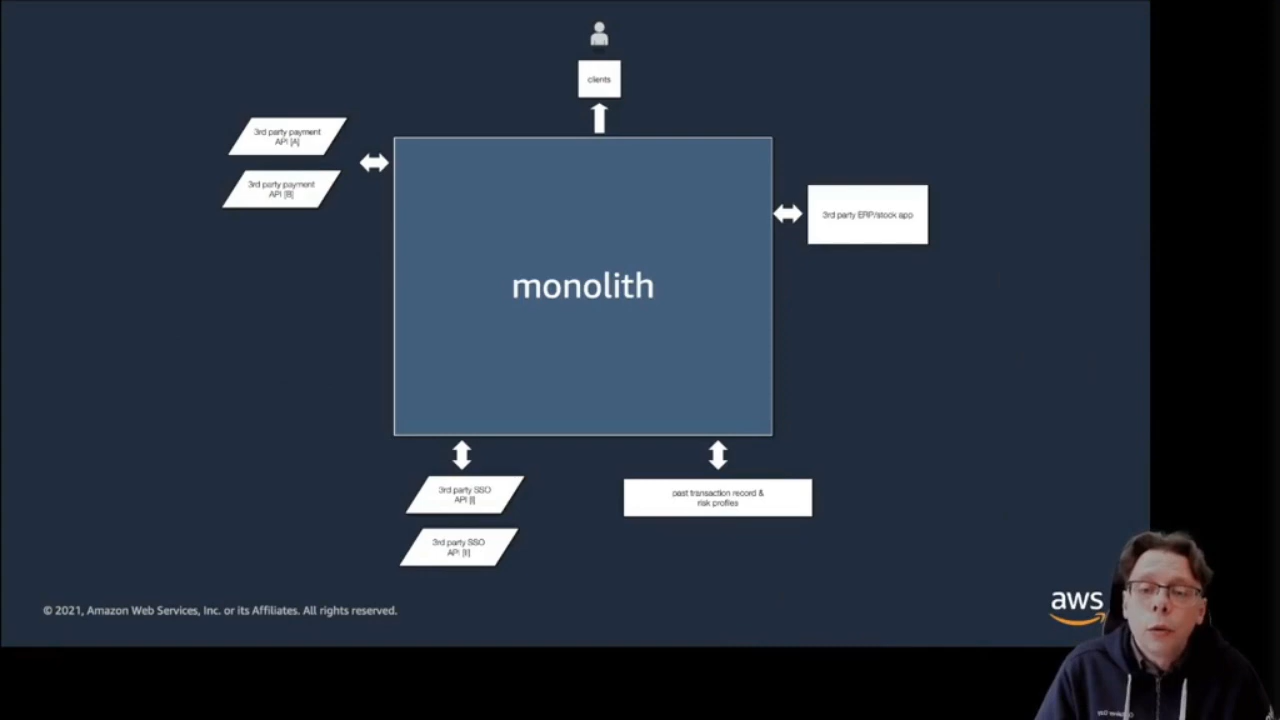 clients
3rd party payment
API [A]
3rd party payment
API [B]
3rd party ERP/stock app
monolith
3rd party SSO
API [I]
3rd party SSO
API [II]
past transaction record &
risk profiles
© 2021, Amazon Web Services, Inc. or its Affiliates. All rights reserved.
aws